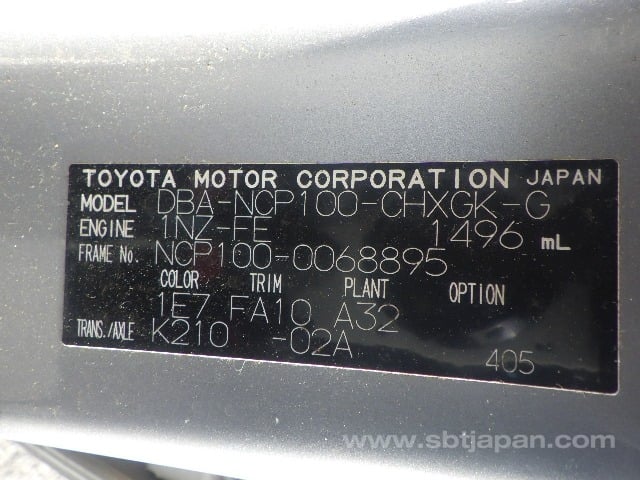 TOYOTA MOTOR CORPORATION JAPAN
MODEL DBA-NCP100-CHXGK-G
ENGINE 1NZ-FE 1496 mL
FRAME No. NCP100-0068895
COLOR TRIM PLANT OPTION
1E7 FA10 A32
TRANS./AXLE K210 -02A
405
www.sbtjapan.com